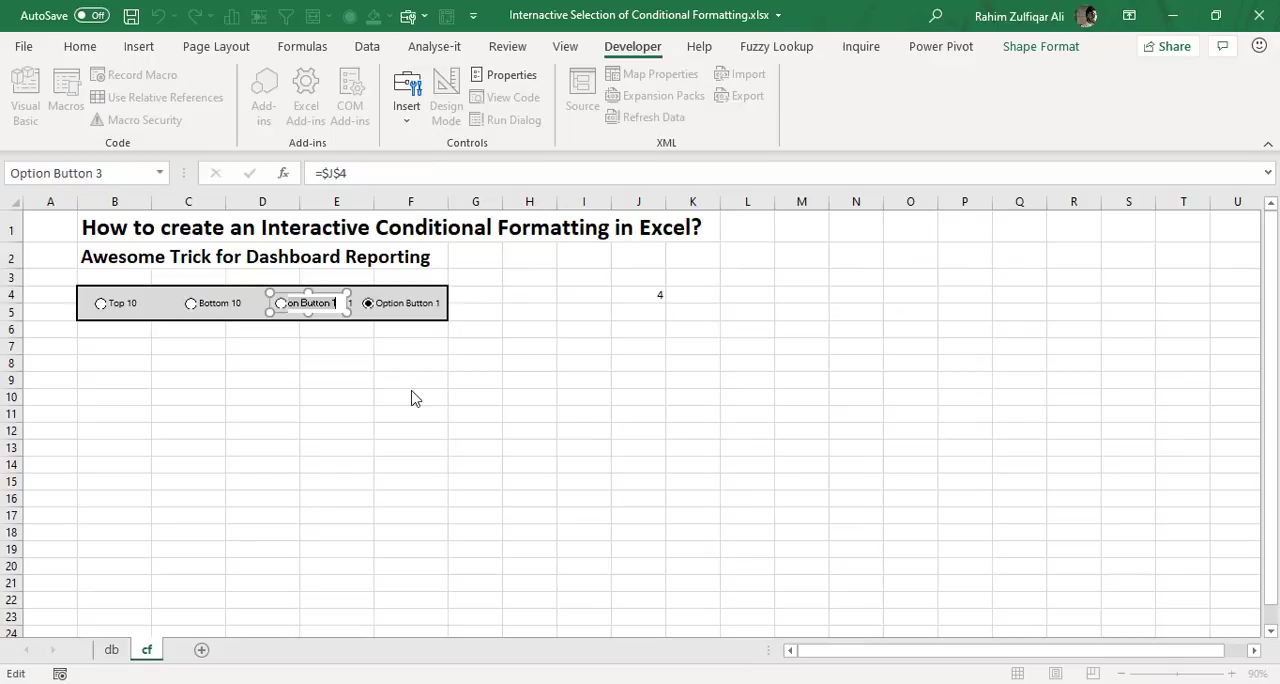 AutoSave Off
Interactive Selection of Conditional Formatting.xlsx
Rahim Zulfiqar Ali
File Home Insert Page Layout Formulas Data Analyse-it Review View Developer Help Fuzzy Lookup Inquire Power Pivot Shape Format Share
Visual Basic
Macros
Record Macro
Use Relative References
Macro Security
Code
Add-ins
Excel Add-ins
COM Add-ins
Add-ins
Insert
Design Mode
Properties
View Code
Run Dialog
Controls
Source
Map Properties
Expansion Packs
Refresh Data
Import
Export
XML
Option Button 3
fx
=$J$4
A B C D E F G H I J K L M N O P Q R S T U
1 How to create an Interactive Conditional Formatting in Excel?
2 Awesome Trick for Dashboard Reporting
3
4 Top 10 Bottom 10 on Button 1 1 Option Button 1 4
5
6
7
8
9
10
11
12
13
14
15
16
17
18
19
20
21
22
23
24
db cf
Edit
90%